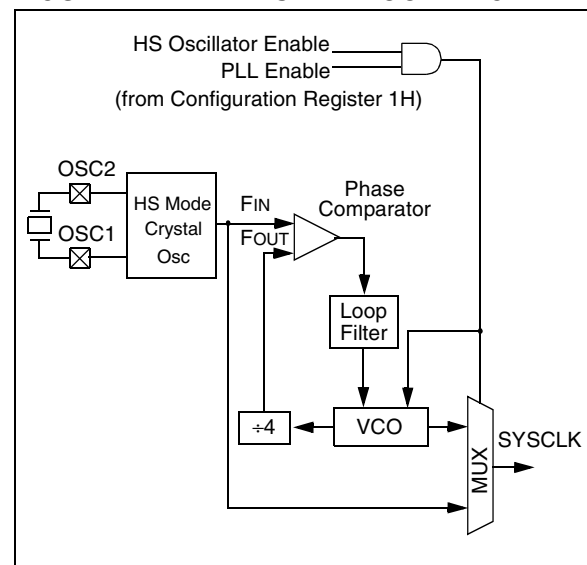 HS Oscillator Enable
PLL Enable
(from Configuration Register 1H)
OSC2
OSC1
HS Mode
Crystal
Osc
FIN
FOUT
Phase
Comparator
Loop
Filter
÷4
VCO
MUX
SYSCLK